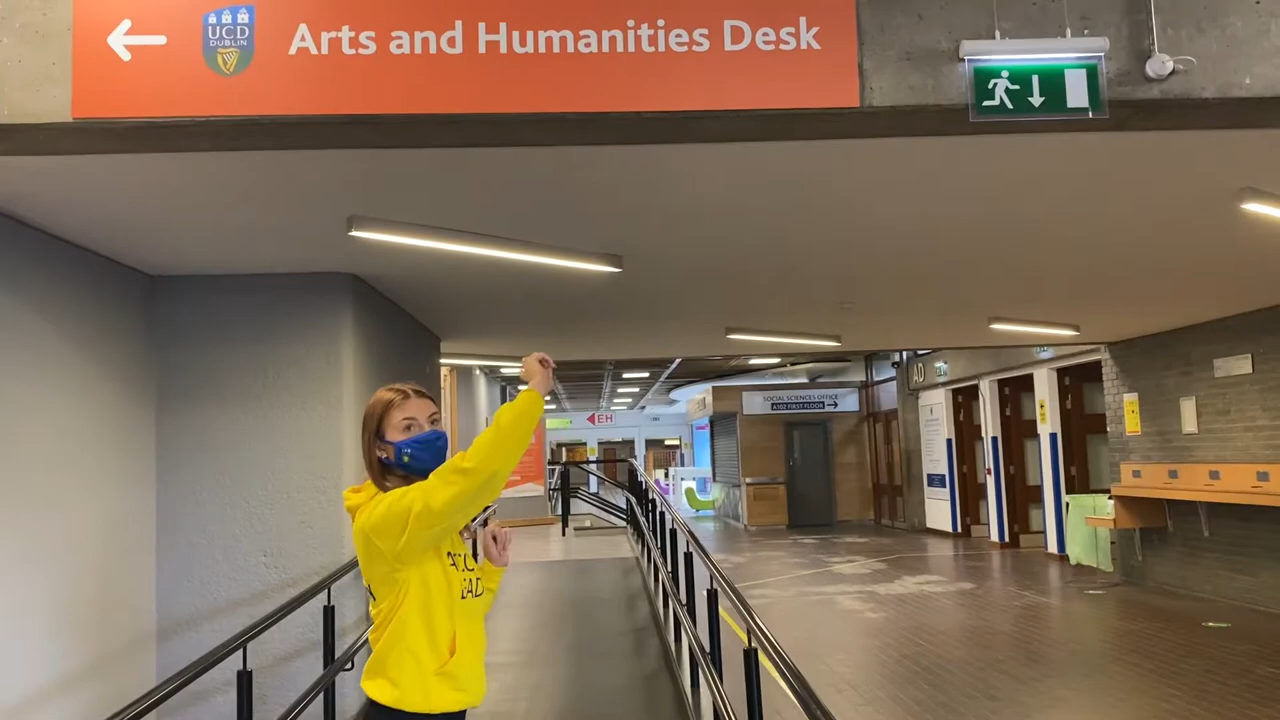 UCD
DUBLIN
Arts and Humanities Desk
SOCIAL SCIENCES OFFICE
A102 FIRST FLOOR
AD
EH